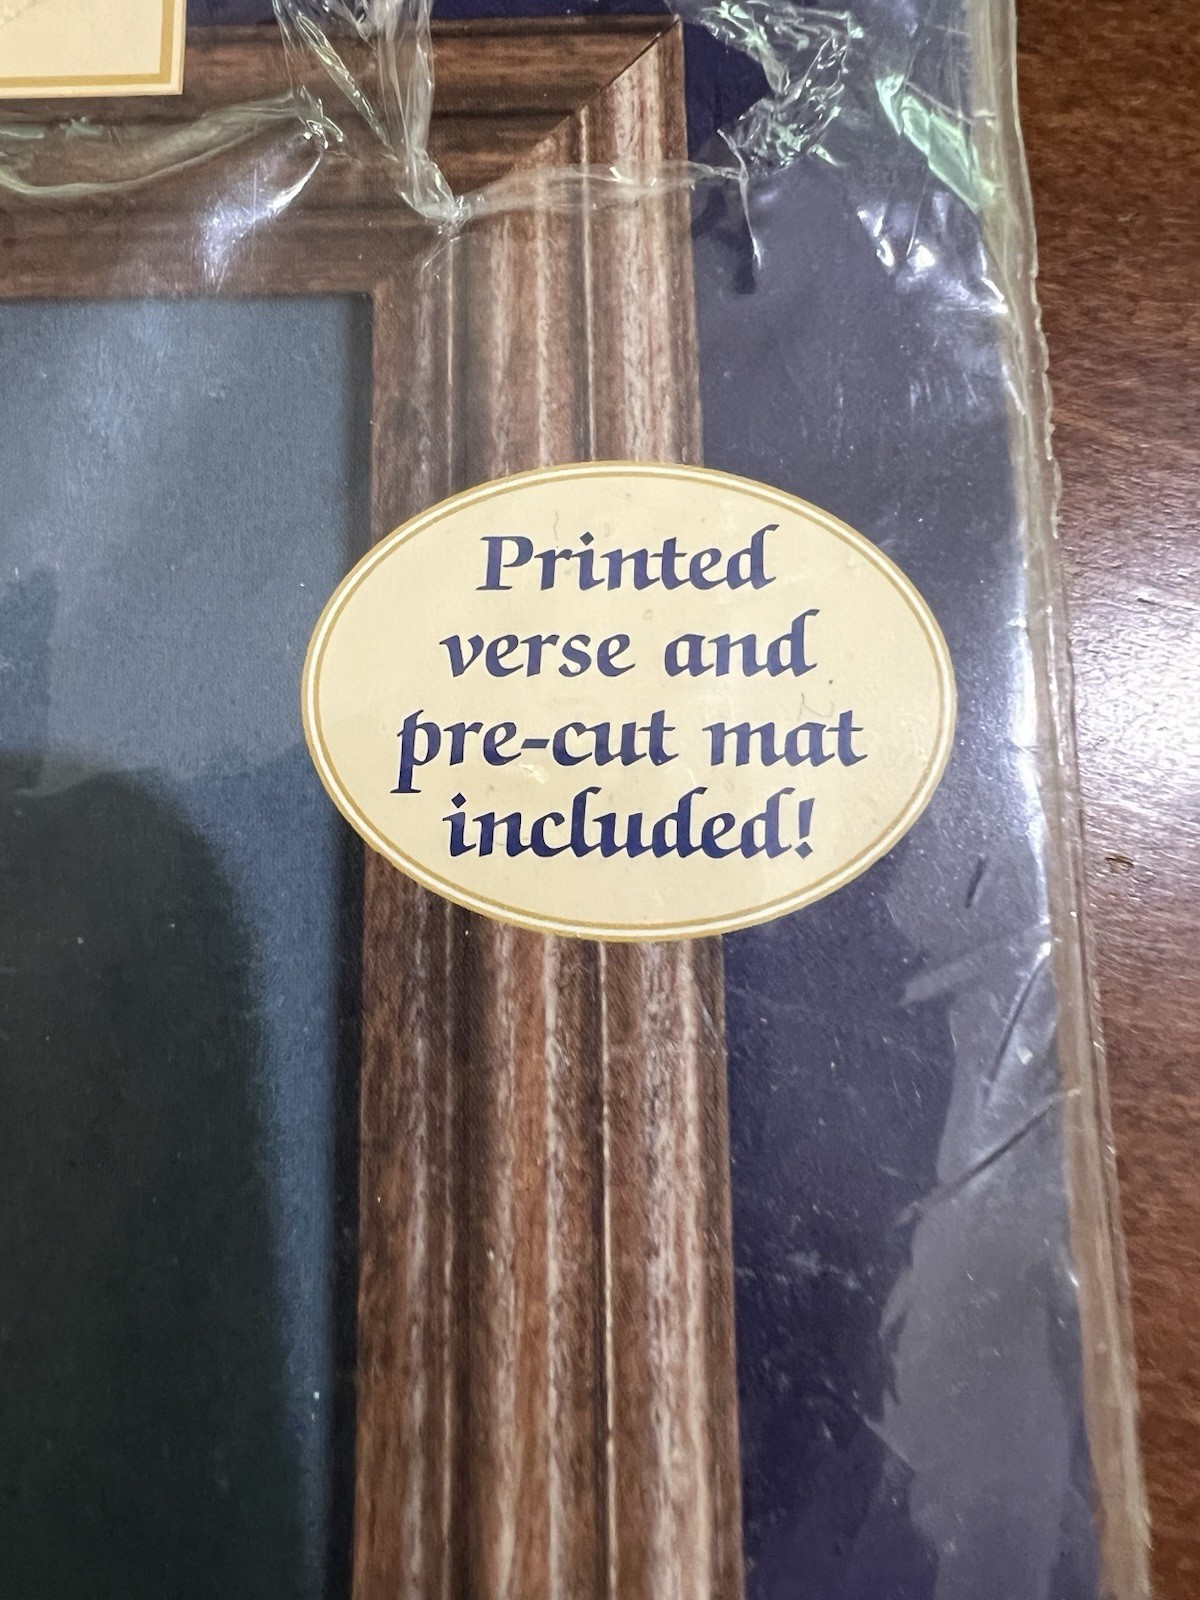 Printed
verse and
pre-cut mat
included!